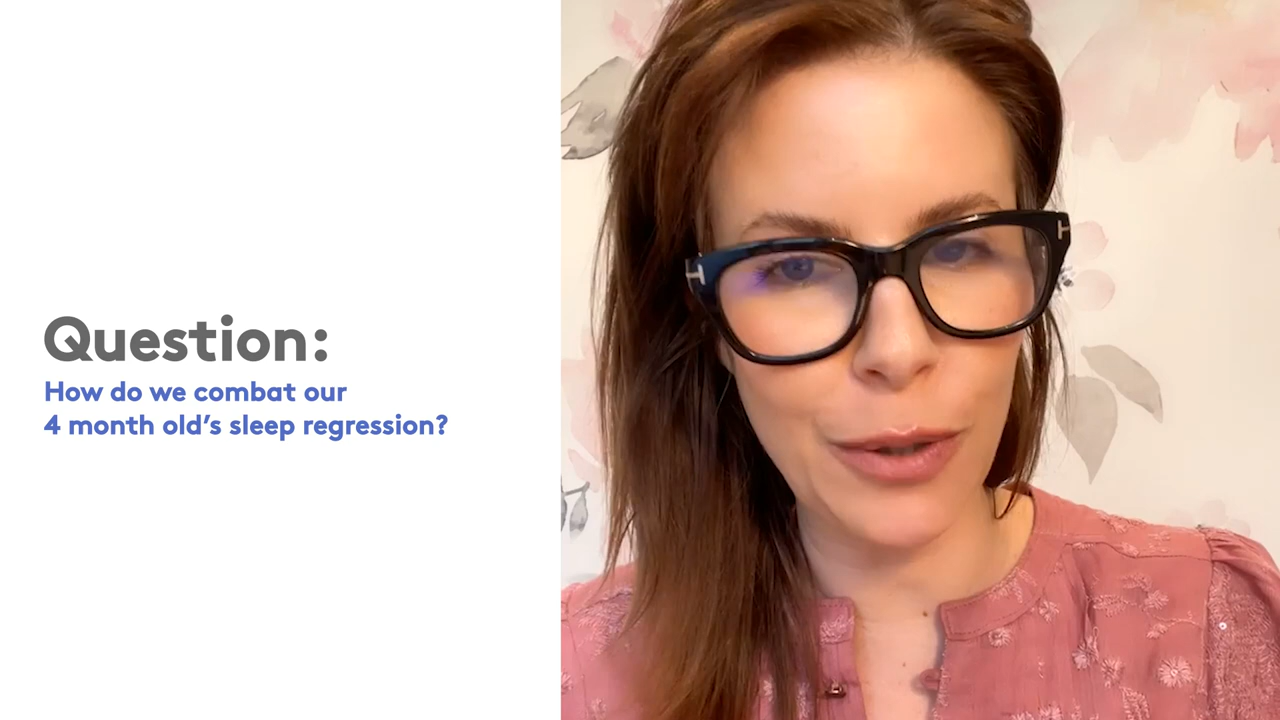 Question:
How do we combat our
4 month old’s sleep regression?